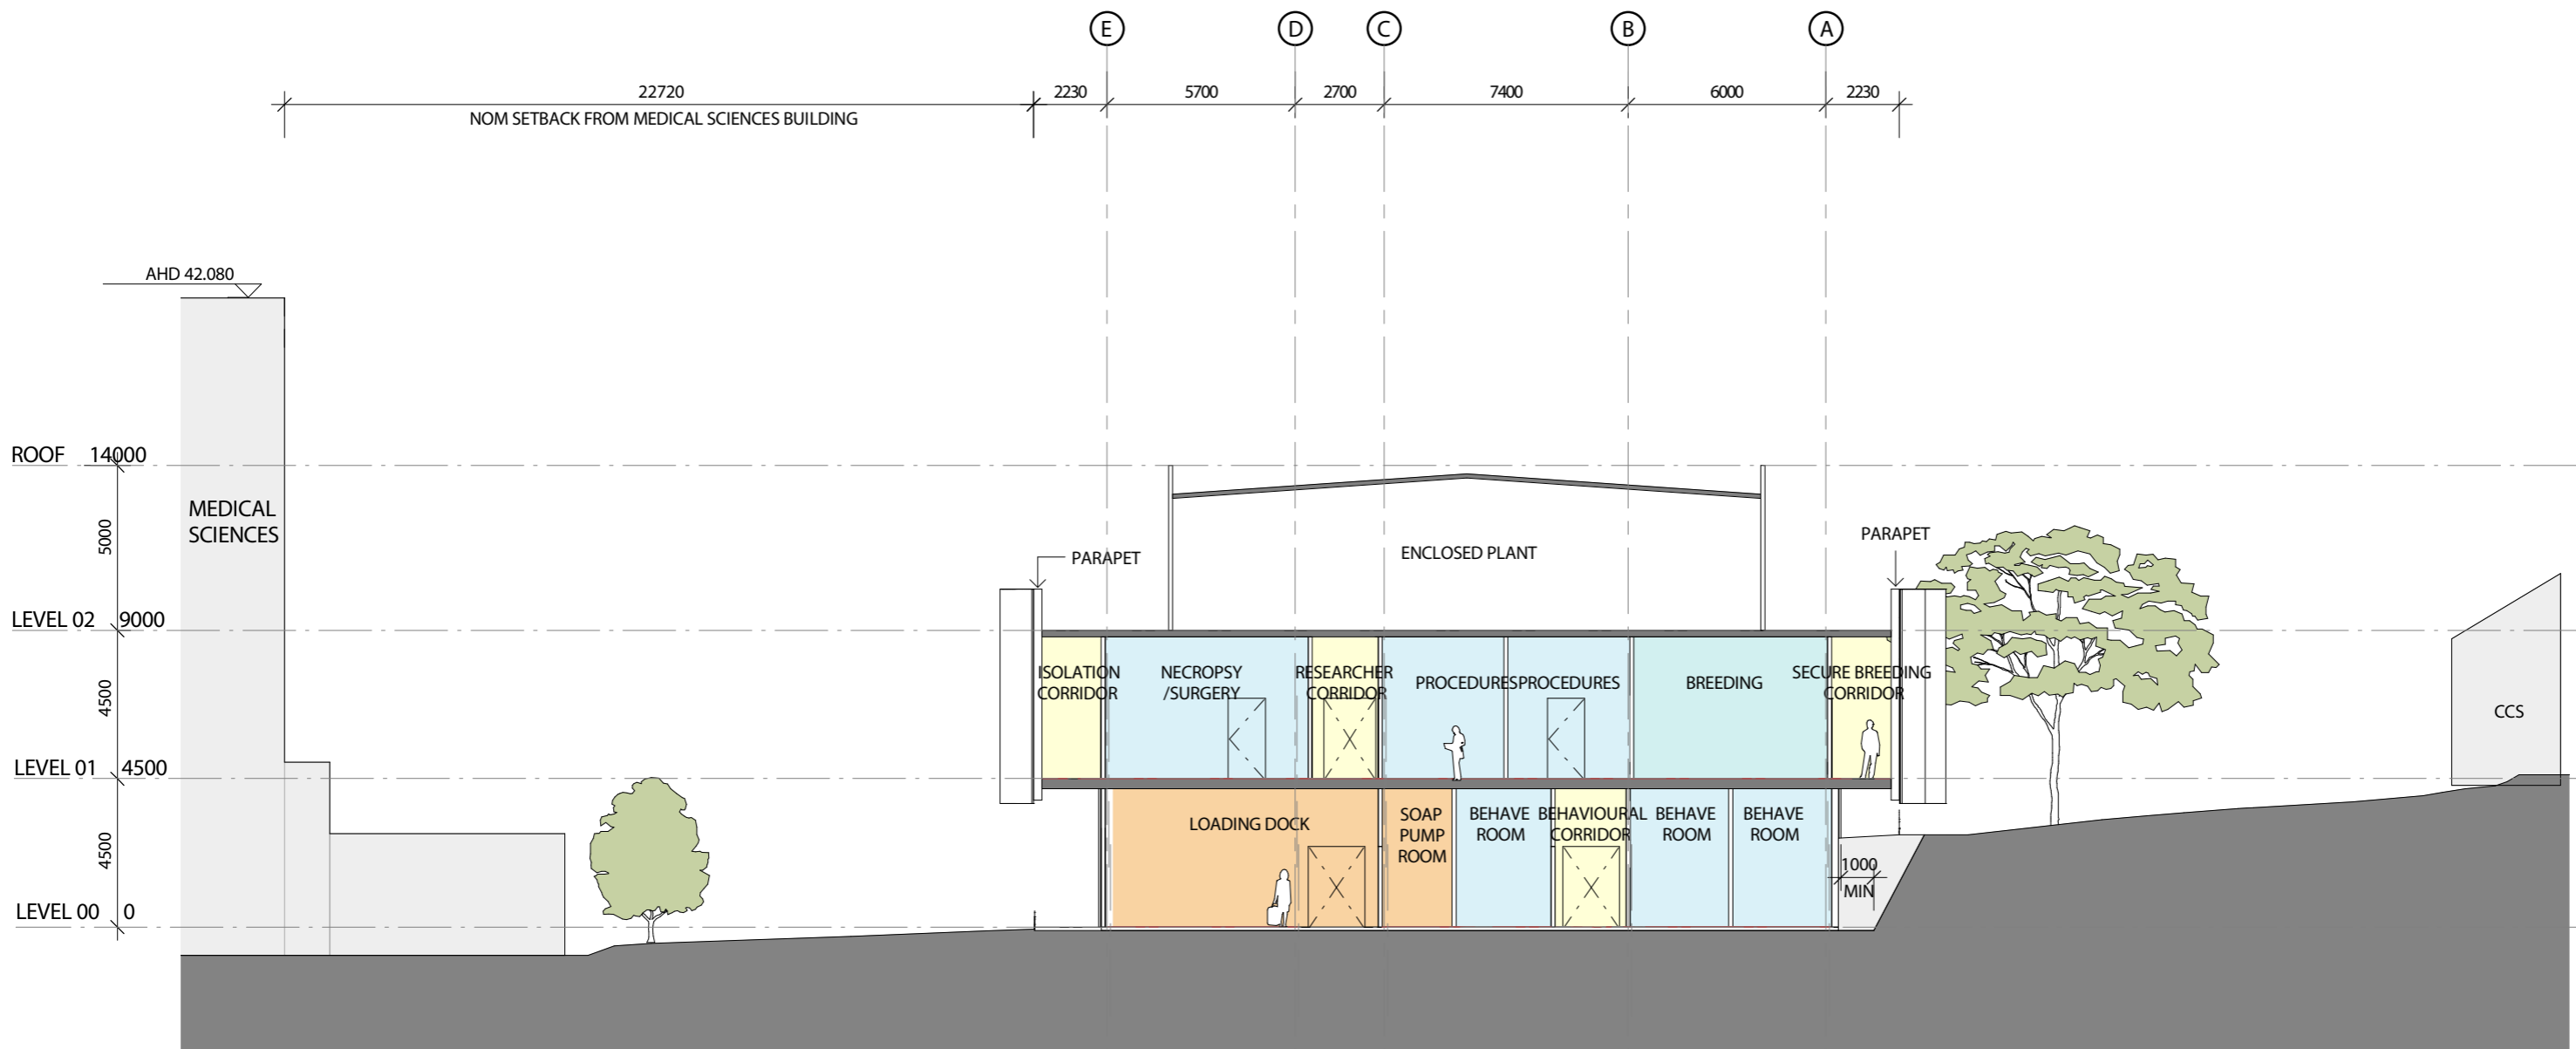 E D C B A
22720 2230 5700 2700 7400 6000 2230
NOM SETBACK FROM MEDICAL SCIENCES BUILDING
AHD 42.080
ROOF 14000
MEDICAL
SCIENCES
5000
PARAPET
ENCLOSED PLANT
PARAPET
LEVEL 02 9000
ISOLATION
CORRIDOR
NECROPSY
/SURGERY
RESEARCHER
CORRIDOR
PROCEDURES
PROCEDURES
BREEDING
SECURE BREEDING
CORRIDOR
4500
CCS
LEVEL 01 4500
LOADING DOCK
SOAP
PUMP
ROOM
BEHAVE
ROOM
BEHAVIOURAL
CORRIDOR
BEHAVE
ROOM
BEHAVE
ROOM
4500
1000
MIN
LEVEL 00 0